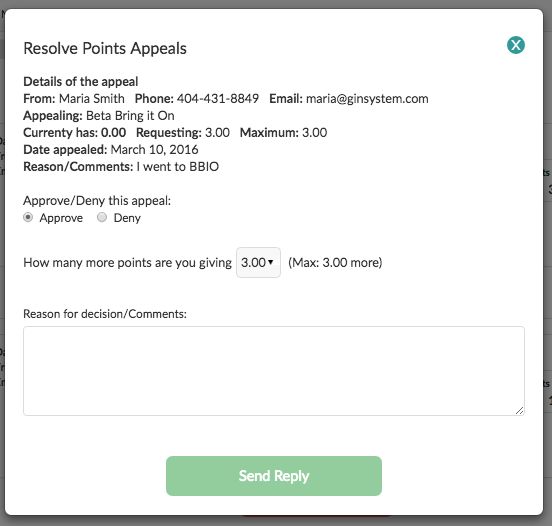 Resolve Points Appeals
X
Details of the appeal
From: Maria Smith Phone: 404-431-8849 Email: maria@ginsystem.com
Appealing: Beta Bring it On
Currenty has: 0.00 Requesting: 3.00 Maximum: 3.00
Date appealed: March 10, 2016
Reason/Comments: I went to BBIO
Approve/Deny this appeal:
Approve Deny
How many more points are you giving 3.00 (Max: 3.00 more)
Reason for decision/Comments:
Send Reply